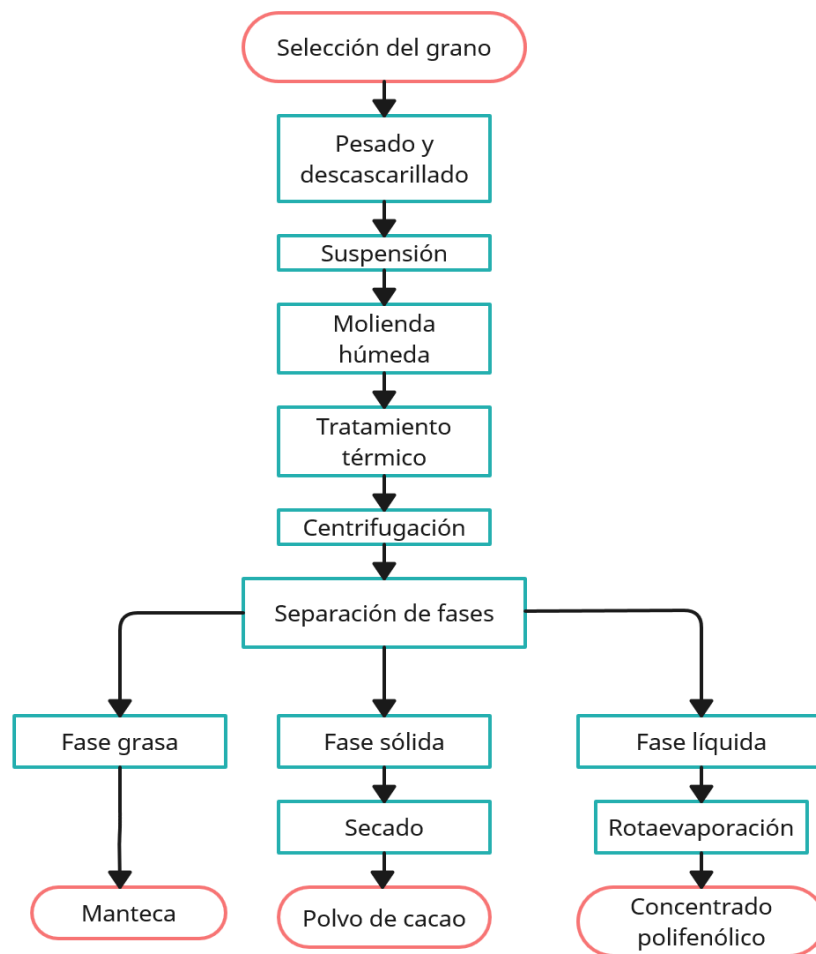 Selección del grano
Pesado y
descascarillado
Suspensión
Molienda
húmeda
Tratamiento
térmico
Centrifugación
Separación de fases
Fase grasa
Fase sólida
Fase líquida
Secado
Rotaevaporación
Manteca
Polvo de cacao
Concentrado
polifenólico